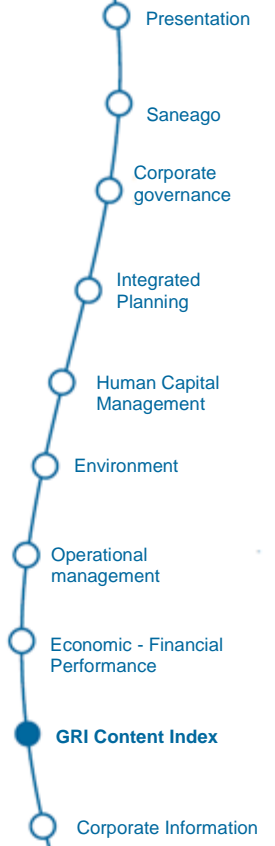 Presentation
Saneago
Corporate
governance
Integrated
Planning
Human Capital
Management
Environment
Operational
management
Economic - Financial
Performance
GRI Content Index
Corporate Information